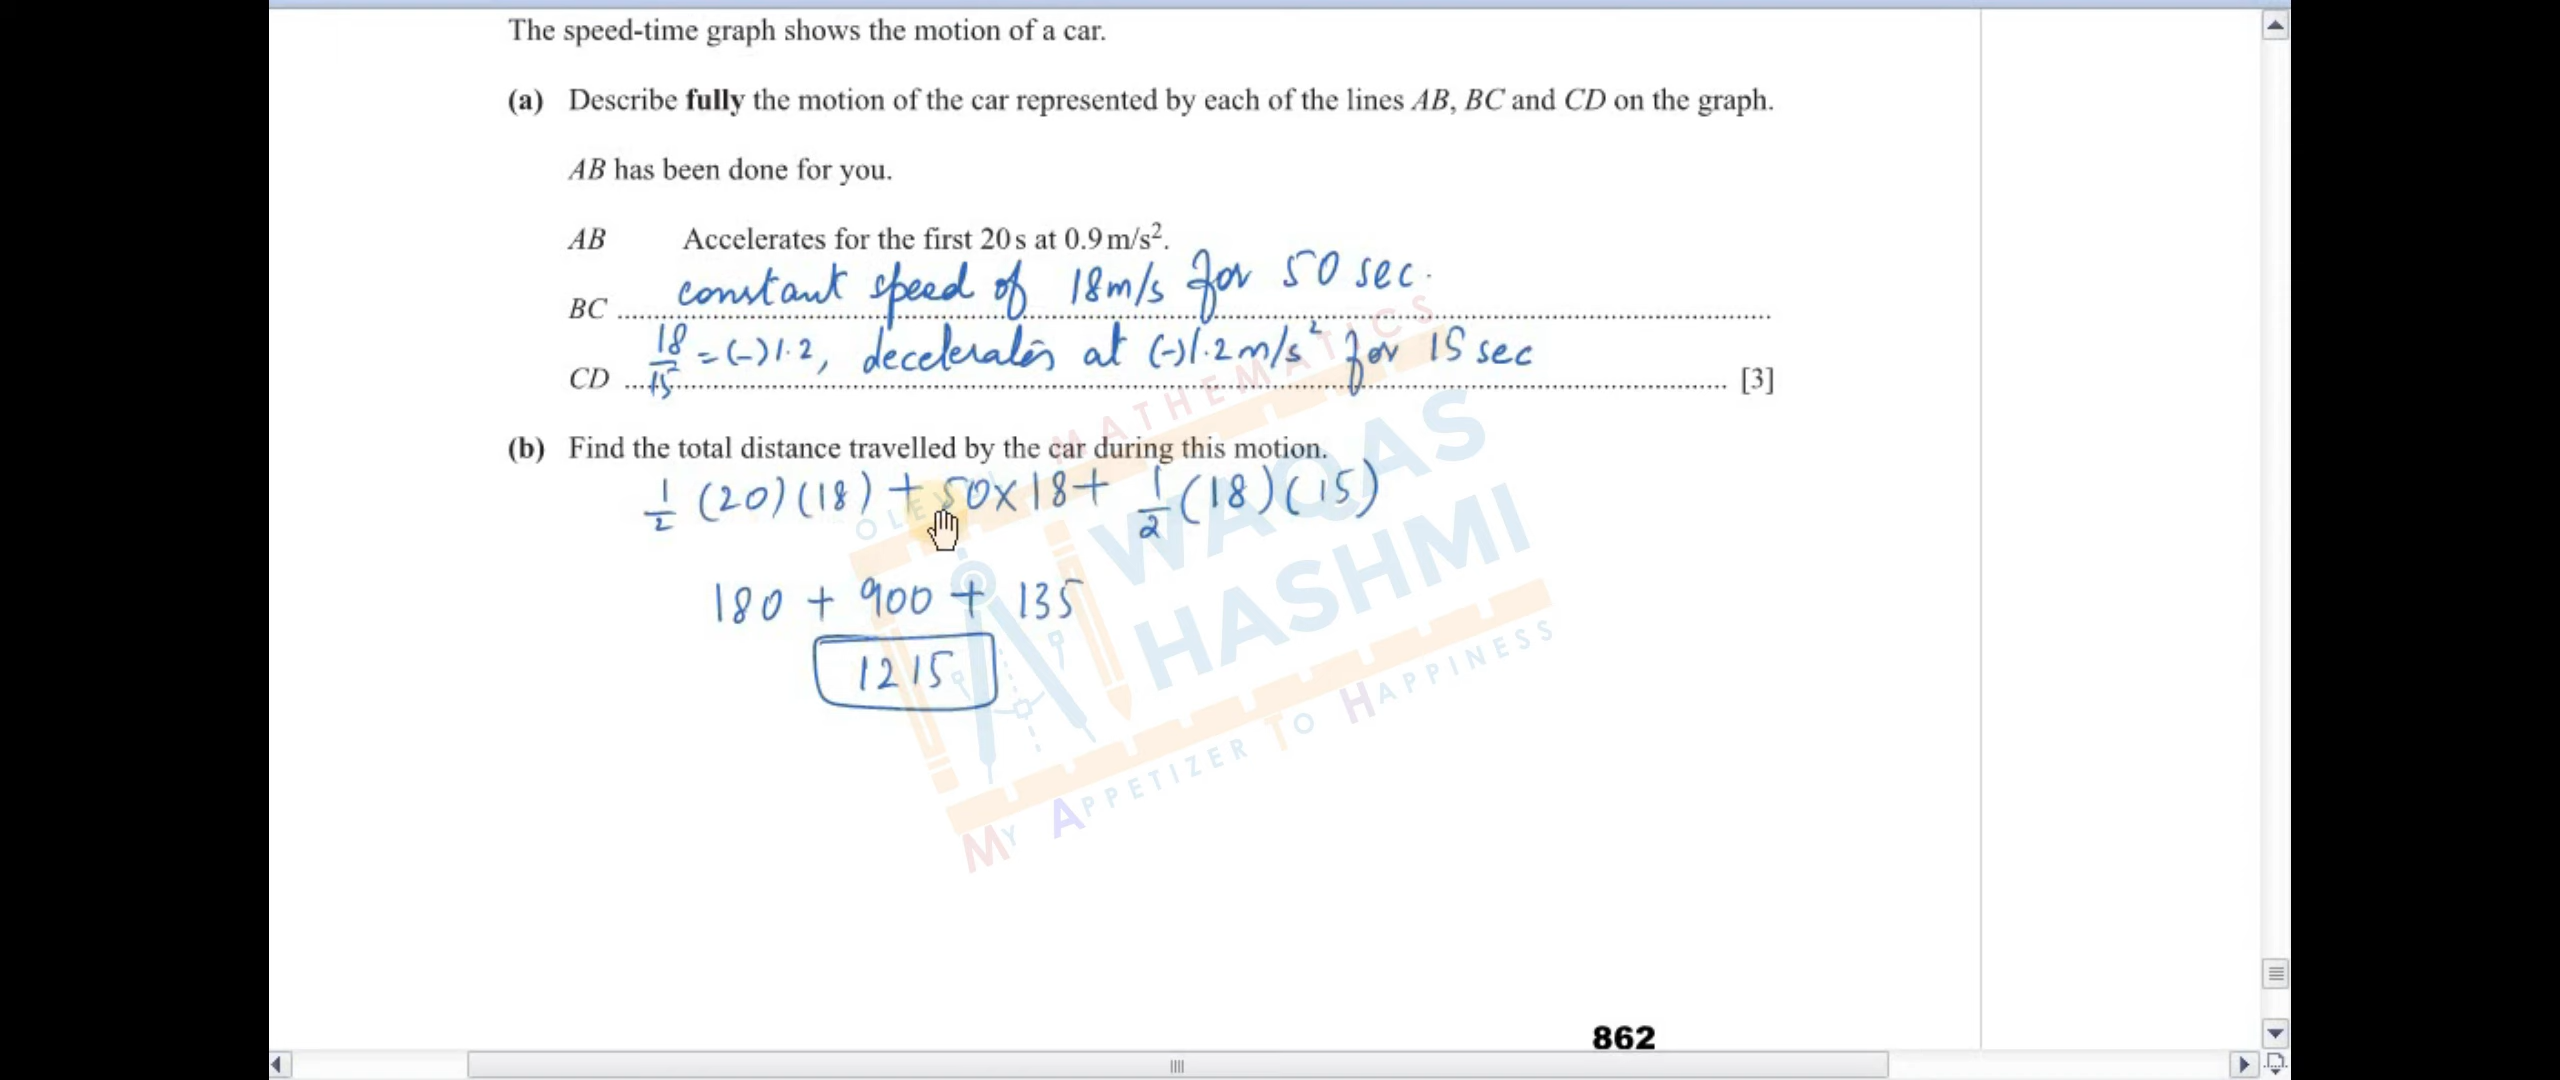 The speed-time graph shows the motion of a car.
(a) Describe fully the motion of the car represented by each of the lines AB, BC and CD on the graph.
AB has been done for you.
AB Accelerates for the first 20 s at 0.9 m/s².
BC constant speed of 18 m/s for 50 sec.
CD 18/15 = (-) 1.2, decelerates at (-) 1.2 m/s² for 15 sec [3]
(b) Find the total distance travelled by the car during this motion.
1/2 (20)(18) + 50 x 18 + 1/2 (18)(15)
180 + 900 + 135
1215
MATHEMATICS
WAQAS
HASHMI
MY APPETIZER TO HAPPINESS
862